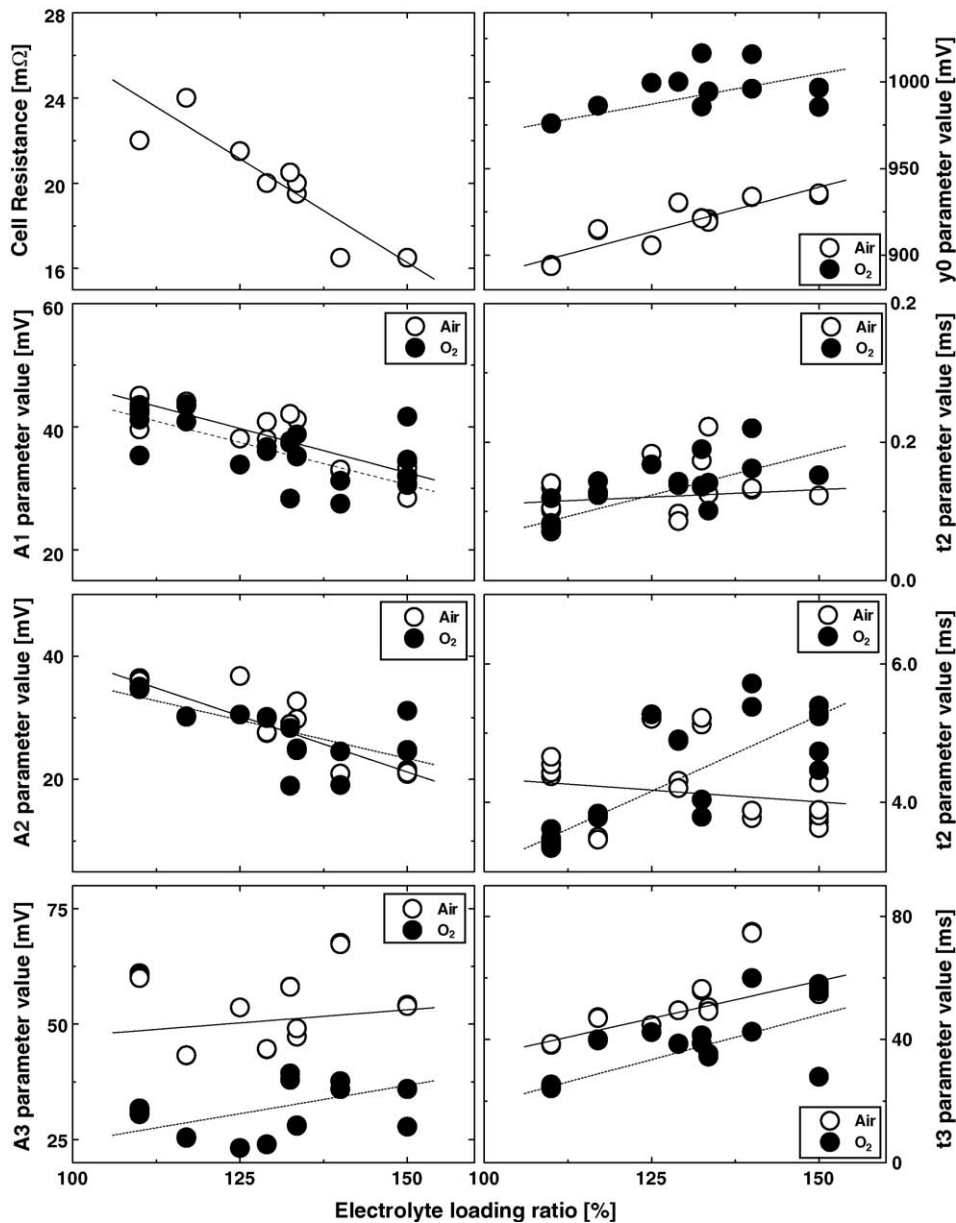 28
24
20
16
Cell Resistance [mΩ]
1000
950
900
y0 parameter value [mV]
Air
O₂
60
40
20
A1 parameter value [mV]
Air
O₂
0.2
0.2
0.0
t2 parameter value [ms]
Air
O₂
40
20
A2 parameter value [mV]
Air
O₂
6.0
4.0
t2 parameter value [ms]
Air
O₂
75
50
25
A3 parameter value [mV]
Air
O₂
80
40
0
t3 parameter value [ms]
Air
O₂
100 125 150 100 125 150
Electrolyte loading ratio [%]